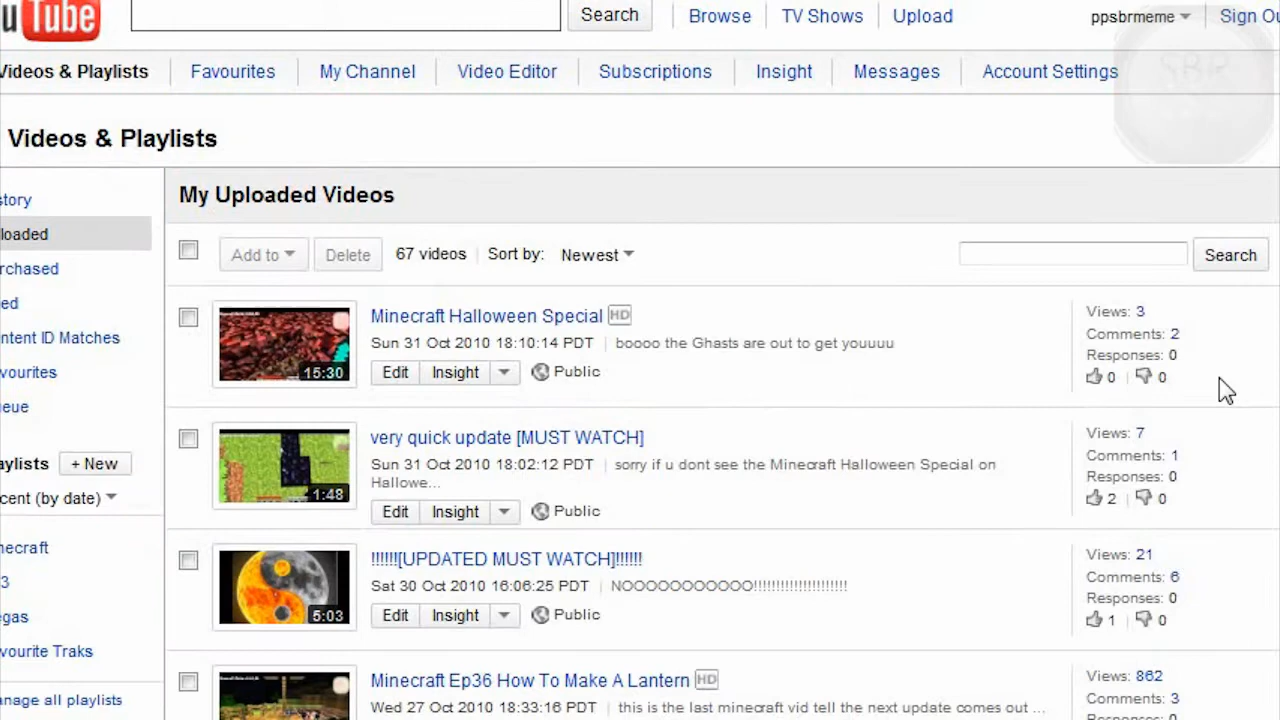 u Tube
Search
Browse
TV Shows
Upload
ppsbrmeme
Sign Ou
Videos & Playlists
Favourites
My Channel
Video Editor
Subscriptions
Insight
Messages
Account Settings
SBR
Videos & Playlists
story
loaded
rchased
ed
ntent ID Matches
vourites
eue
aylists
+ New
cent (by date)
necraft
3
egas
vourite Traks
anage all playlists
My Uploaded Videos
Add to
Delete
67 videos
Sort by:
Newest
Search
15:30
Minecraft Halloween Special HD
Sun 31 Oct 2010 18:10:14 PDT | boooo the Ghasts are out to get youuuu
Edit
Insight
Public
Views: 3
Comments: 2
Responses: 0
0 | 0
1:48
very quick update [MUST WATCH]
Sun 31 Oct 2010 18:02:12 PDT | sorry if u dont see the Minecraft Halloween Special on
Hallowe...
Edit
Insight
Public
Views: 7
Comments: 1
Responses: 0
2 | 0
5:03
!!!!!![UPDATED MUST WATCH]!!!!!!
Sat 30 Oct 2010 16:06:25 PDT | NOOOOOOOOOOO!!!!!!!!!!!!!!!!!!!!!
Edit
Insight
Public
Views: 21
Comments: 6
Responses: 0
1 | 0
Minecraft Ep36 How To Make A Lantern HD
Wed 27 Oct 2010 18:33:16 PDT | this is the last minecraft vid tell the next update comes out ...
Views: 862
Comments: 3